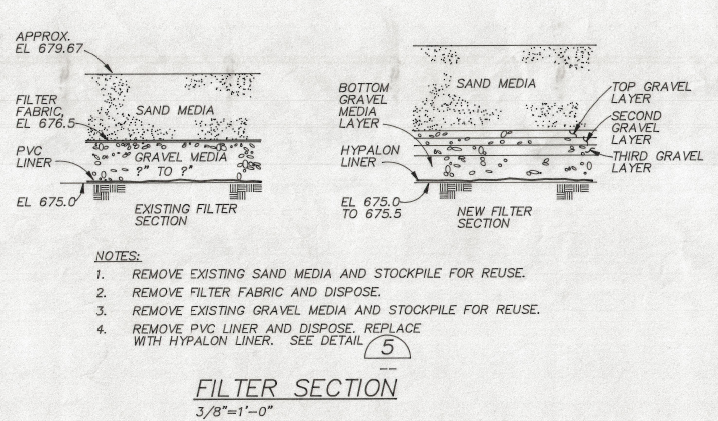 APPROX.
EL 679.67
SAND MEDIA
FILTER
FABRIC,
EL 676.5
PVC
LINER
GRAVEL MEDIA
?" TO ?"
EL 675.0
EXISTING FILTER
SECTION
SAND MEDIA
BOTTOM
GRAVEL
MEDIA
LAYER
HYPALON
LINER
TOP GRAVEL
LAYER
SECOND
GRAVEL
LAYER
THIRD GRAVEL
LAYER
EL 675.0
TO 675.5
NEW FILTER
SECTION
NOTES:
1. REMOVE EXISTING SAND MEDIA AND STOCKPILE FOR REUSE.
2. REMOVE FILTER FABRIC AND DISPOSE.
3. REMOVE EXISTING GRAVEL MEDIA AND STOCKPILE FOR REUSE.
4. REMOVE PVC LINER AND DISPOSE. REPLACE
WITH HYPALON LINER. SEE DETAIL 5
--
FILTER SECTION
3/8"=1'-0"